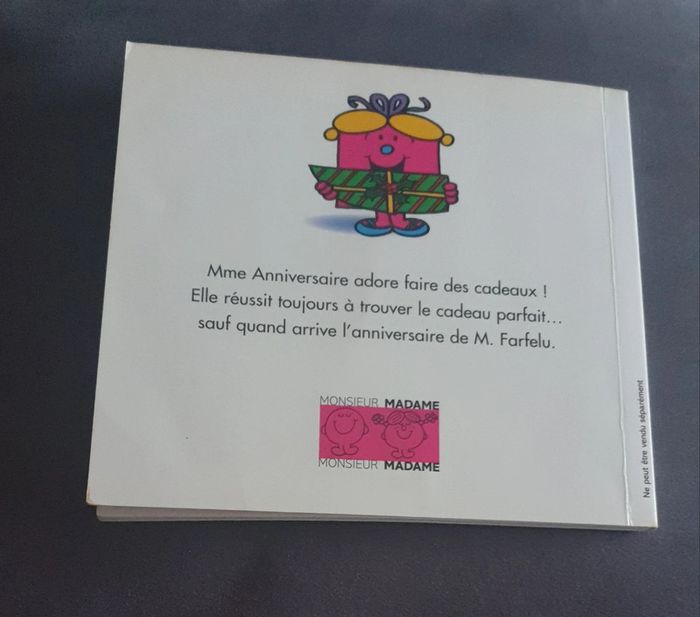 Mme Anniversaire adore faire des cadeaux !
Elle réussit toujours à trouver le cadeau parfait...
sauf quand arrive l'anniversaire de M. Farfelu.
MONSIEUR MADAME
MONSIEUR MADAME
Ne peut être vendu séparément